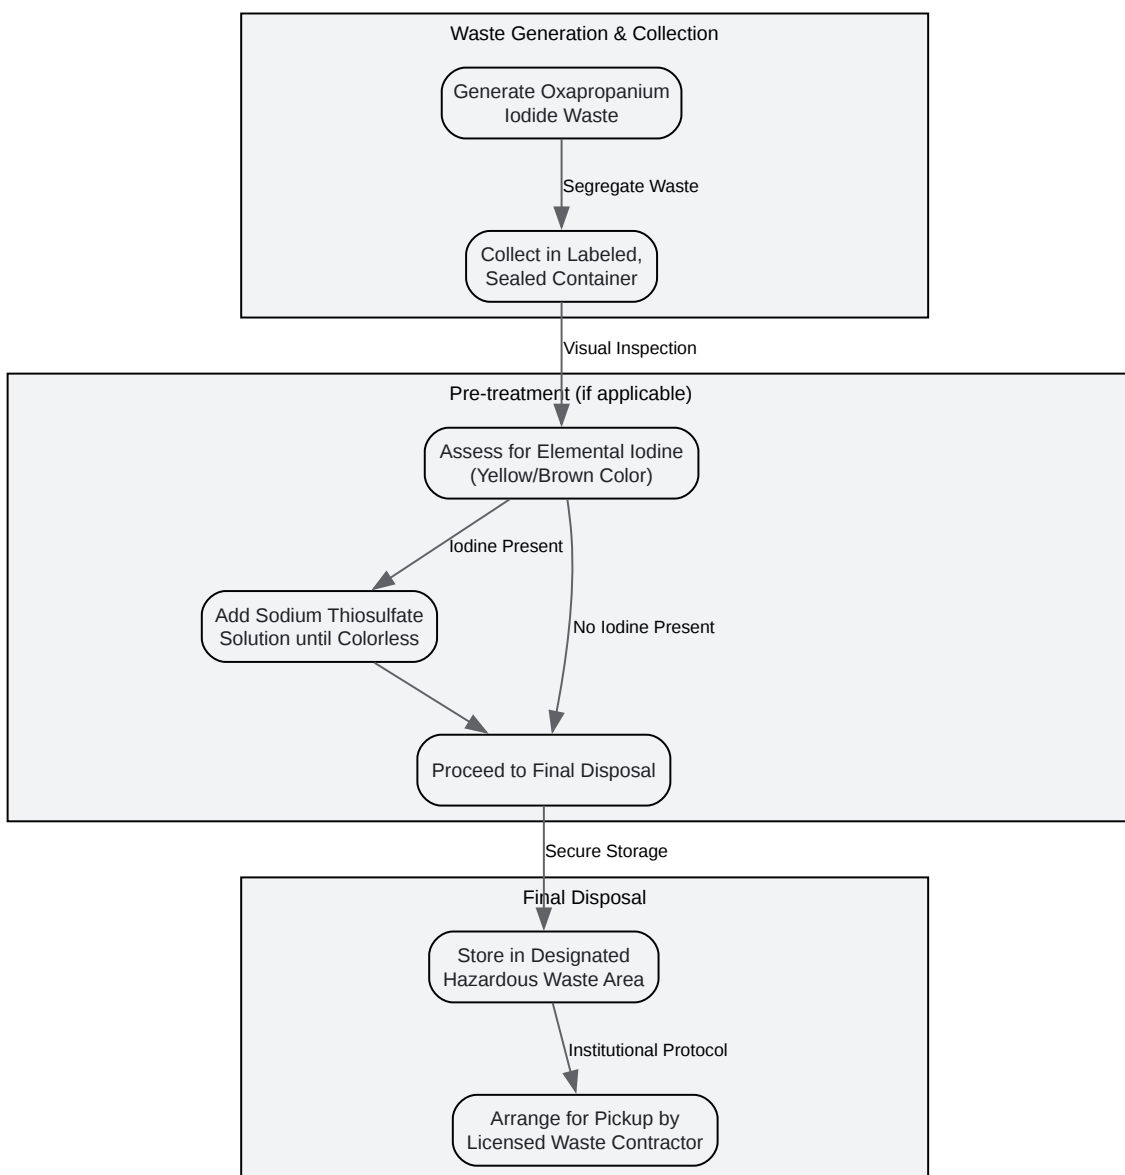 Waste Generation & Collection
Generate Oxapropanium
Iodide Waste
Segregate Waste
Collect in Labeled,
Sealed Container
Visual Inspection
Pre-treatment (if applicable)
Assess for Elemental Iodine
(Yellow/Brown Color)
Iodine Present
Add Sodium Thiosulfate
Solution until Colorless
No Iodine Present
Proceed to Final Disposal
Secure Storage
Final Disposal
Store in Designated
Hazardous Waste Area
Institutional Protocol
Arrange for Pickup by
Licensed Waste Contractor